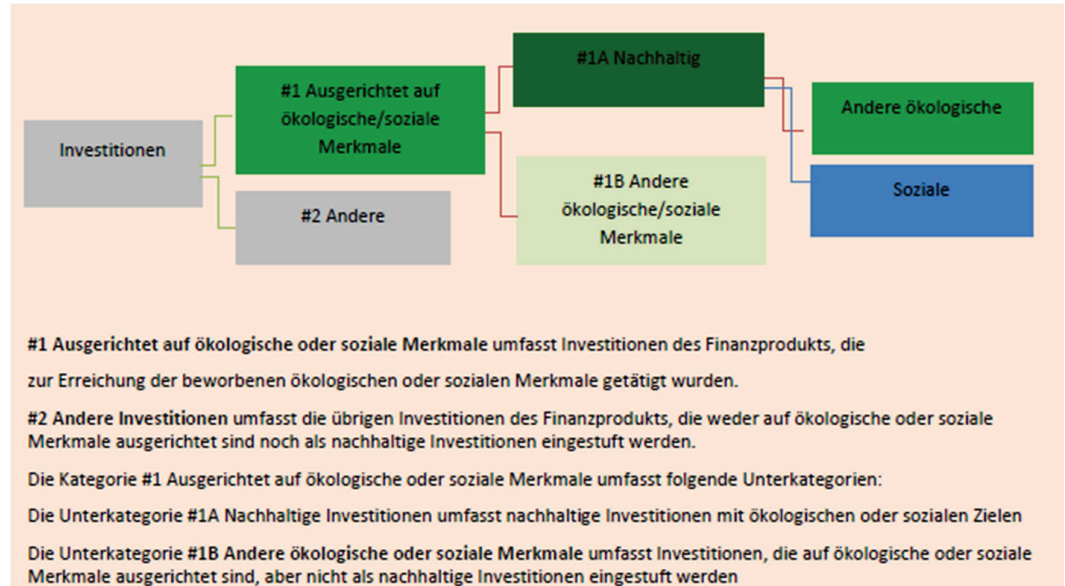 Investitionen
#1 Ausgerichtet auf
ökologische/soziale
Merkmale
#2 Andere
#1A Nachhaltig
#1B Andere
ökologische/soziale
Merkmale
Andere ökologische
Soziale
#1 Ausgerichtet auf ökologische oder soziale Merkmale umfasst Investitionen des Finanzprodukts, die
zur Erreichung der beworbenen ökologischen oder sozialen Merkmale getätigt wurden.
#2 Andere Investitionen umfasst die übrigen Investitionen des Finanzprodukts, die weder auf ökologische oder soziale
Merkmale ausgerichtet sind noch als nachhaltige Investitionen eingestuft werden.
Die Kategorie #1 Ausgerichtet auf ökologische oder soziale Merkmale umfasst folgende Unterkategorien:
Die Unterkategorie #1A Nachhaltige Investitionen umfasst nachhaltige Investitionen mit ökologischen oder sozialen Zielen
Die Unterkategorie #1B Andere ökologische oder soziale Merkmale umfasst Investitionen, die auf ökologische oder soziale
Merkmale ausgerichtet sind, aber nicht als nachhaltige Investitionen eingestuft werden